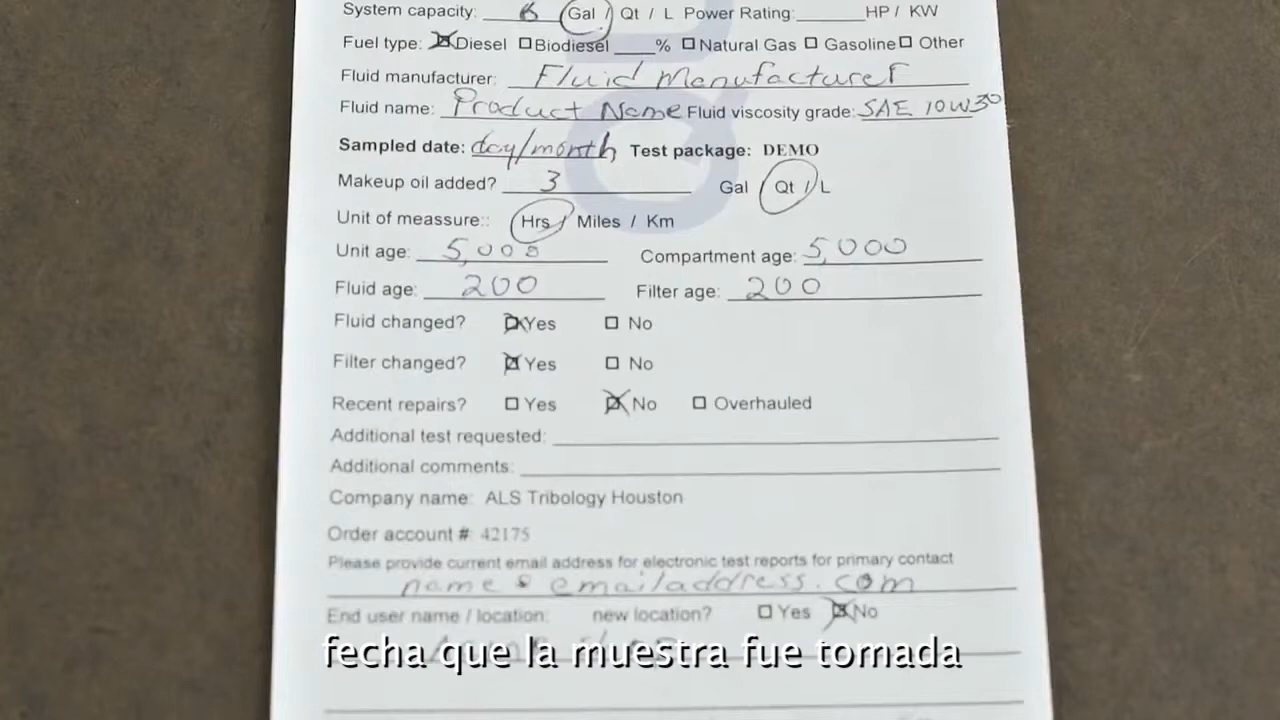 System capacity: 6 Gal / Qt / L Power Rating:______HP / KW
Fuel type: Diesel Biodiesel ____% Natural Gas Gasoline Other
Fluid manufacturer: Fluid Manufacturer
Fluid name: Product Name Fluid viscosity grade: SAE 10W30
Sampled date: day/month Test package: DEMO
Makeup oil added? 3 Gal Qt / L
Unit of meassure:: Hrs / Miles / Km
Unit age: 5,000 Compartment age: 5,000
Fluid age: 200 Filter age: 200
Fluid changed? Yes No
Filter changed? Yes No
Recent repairs? Yes No Overhauled
Additional test requested:
Additional comments:
Company name: ALS Tribology Houston
Order account #: 42175
Please provide current email address for electronic test reports for primary contact
name@emailaddress.com
End user name / location: new location? Yes No
fecha que la muestra fue tomada